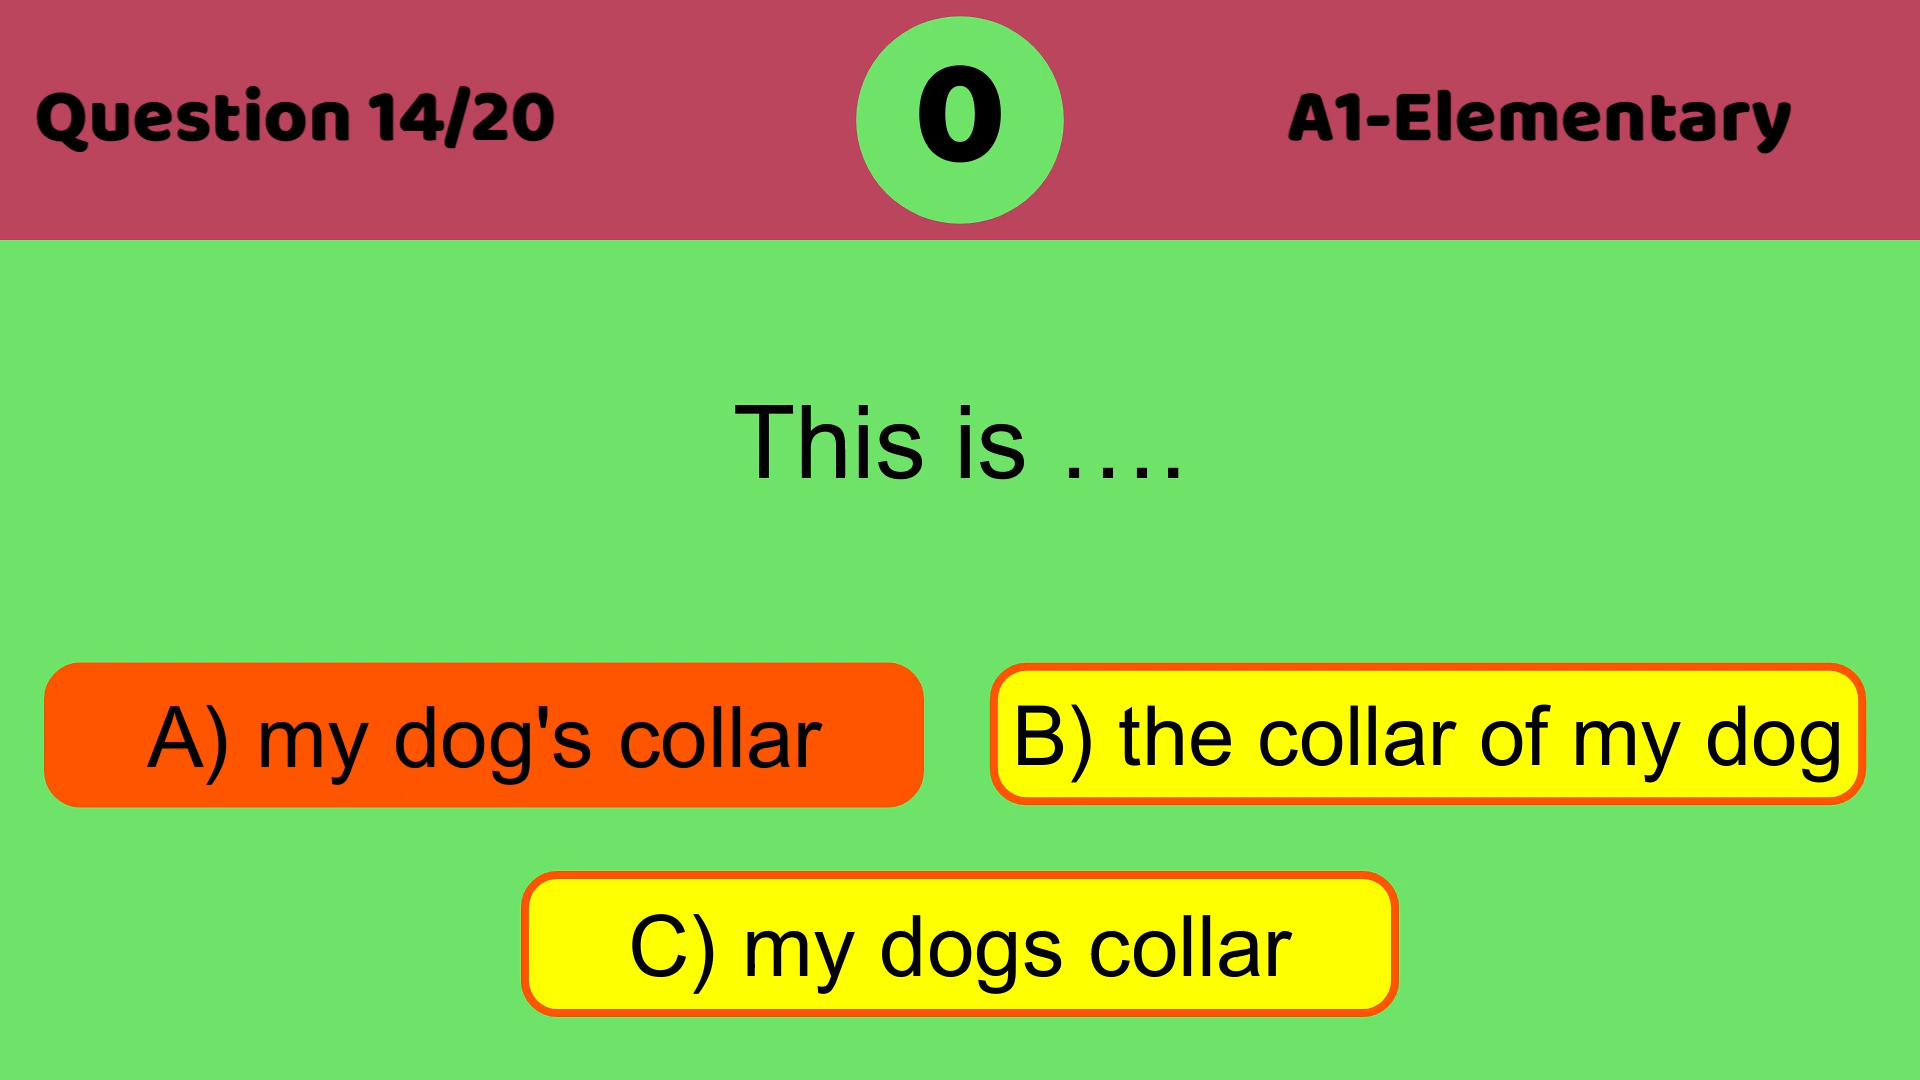 Question 14/20
0
A1-Elementary
This is ….
A) my dog's collar
B) the collar of my dog
C) my dogs collar